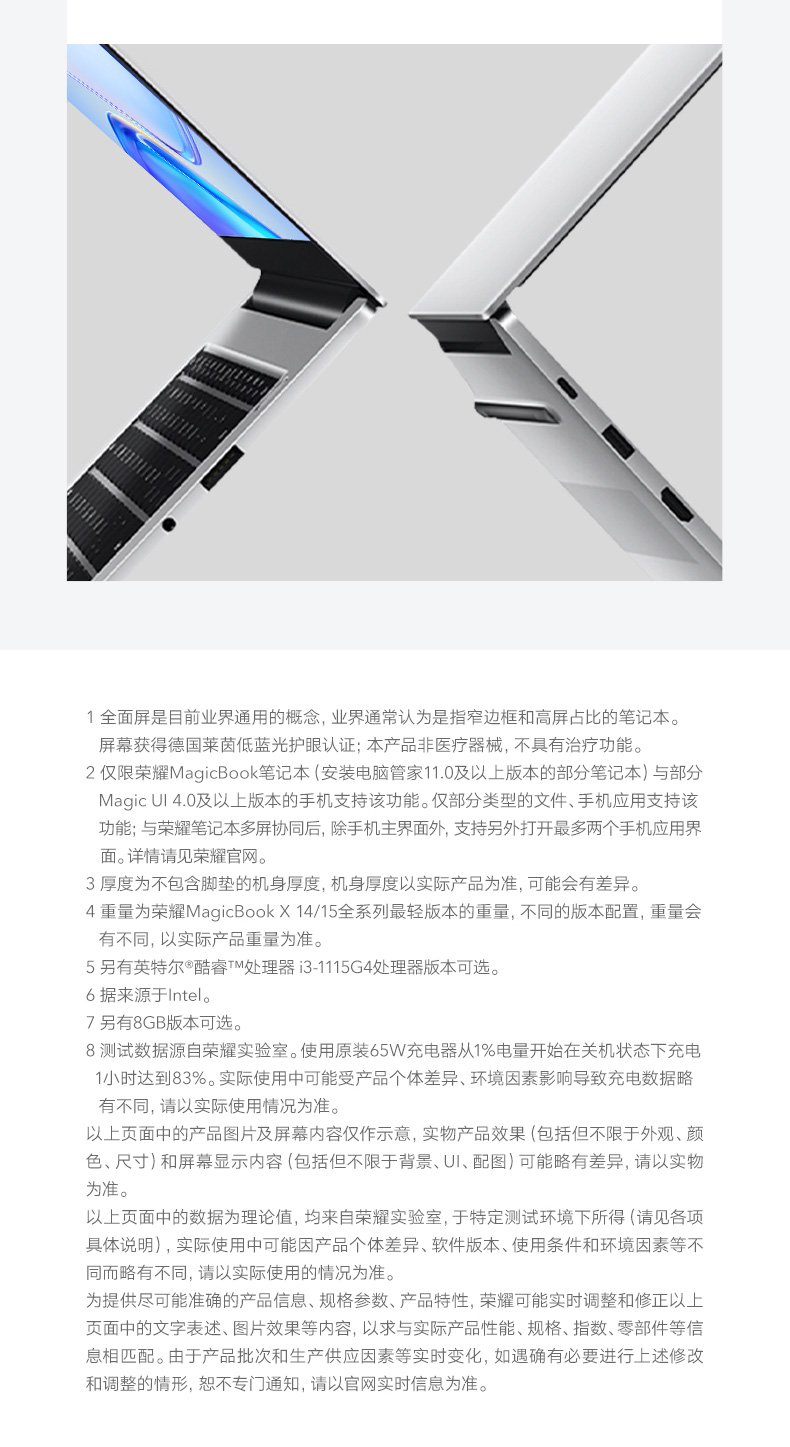 1 全面屏是目前业界通用的概念, 业界通常认为是指窄边框和高屏占比的笔记本。
屏幕获得德国莱茵低蓝光护眼认证; 本产品非医疗器械, 不具有治疗功能。
2 仅限荣耀MagicBook笔记本 (安装电脑管家11.0及以上版本的部分笔记本) 与部分
Magic UI 4.0及以上版本的手机支持该功能。仅部分类型的文件、手机应用支持该
功能; 与荣耀笔记本多屏协同后, 除手机主界面外, 支持另外打开最多两个手机应用界
面。详情请见荣耀官网。
3 厚度为不包含脚垫的机身厚度, 机身厚度以实际产品为准, 可能会有差异。
4 重量为荣耀MagicBook X 14/15全系列最轻版本的重量, 不同的版本配置, 重量会
有不同, 以实际产品重量为准。
5 另有英特尔®酷睿™处理器 i3-1115G4处理器版本可选。
6 据来源于Intel。
7 另有8GB版本可选。
8 测试数据源自荣耀实验室。使用原装65W充电器从1%电量开始在关机状态下充电
1小时达到83%。实际使用中可能受产品个体差异、环境因素影响导致充电数据略
有不同, 请以实际使用情况为准。
以上页面中的产品图片及屏幕内容仅作示意, 实物产品效果 (包括但不限于外观、颜
色、尺寸) 和屏幕显示内容 (包括但不限于背景、UI、配图) 可能略有差异, 请以实物
为准。
以上页面中的数据为理论值, 均来自荣耀实验室, 于特定测试环境下所得 (请见各项
具体说明) , 实际使用中可能因产品个体差异、软件版本、使用条件和环境因素等不
同而略有不同, 请以实际使用的情况为准。
为提供尽可能准确的产品信息、规格参数、产品特性, 荣耀可能实时调整和修正以上
页面中的文字表述、图片效果等内容, 以求与实际产品性能、规格、指数、零部件等信
息相匹配。由于产品批次和生产供应因素等实时变化, 如遇确有必要进行上述修改
和调整的情形, 恕不专门通知, 请以官网实时信息为准。